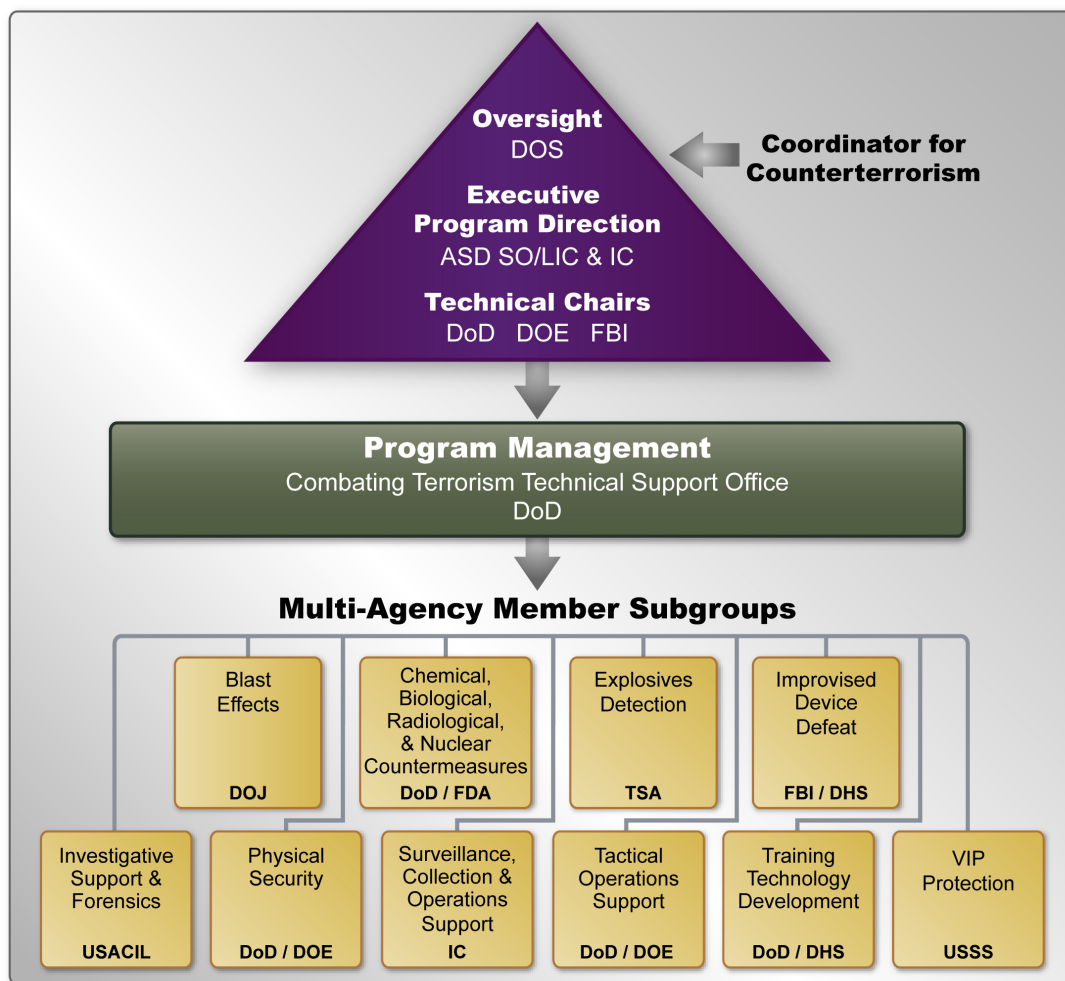 Oversight
DOS
Coordinator for
Counterterrorism
Executive
Program Direction
ASD SO/LIC & IC
Technical Chairs
DoD DOE FBI
Program Management
Combating Terrorism Technical Support Office
DoD
Multi-Agency Member Subgroups
Blast
Effects
DOJ
Chemical,
Biological,
Radiological,
& Nuclear
Countermeasures
DoD / FDA
Explosives
Detection
TSA
Improvised
Device
Defeat
FBI / DHS
Investigative
Support &
Forensics
USACIL
Physical
Security
DoD / DOE
Surveillance,
Collection &
Operations
Support
IC
Tactical
Operations
Support
DoD / DOE
Training
Technology
Development
DoD / DHS
VIP
Protection
USSS